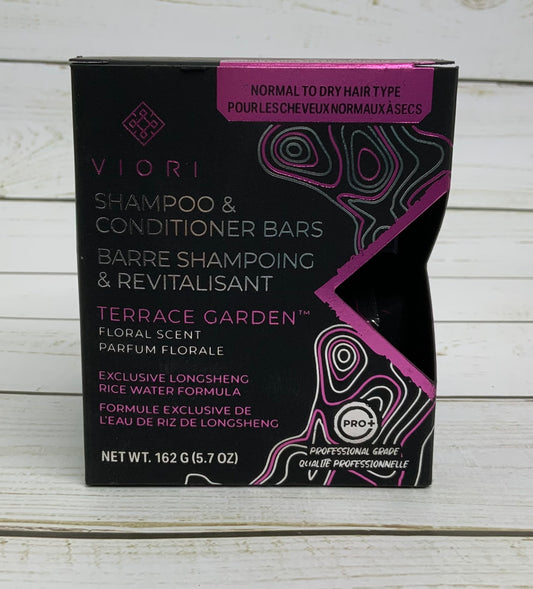 NORMAL TO DRY HAIR TYPE
POUR LES CHEVEUX NORMAUX À SECS
VIORI
SHAMPOO &
CONDITIONER BARS
BARRE SHAMPOING
& REVITALISANT
TERRACE GARDEN™
FLORAL SCENT
PARFUM FLORALE
EXCLUSIVE LONGSHENG
RICE WATER FORMULA
FORMULE EXCLUSIVE DE
L'EAU DE RIZ DE LONGSHENG
NET WT. 162 G (5.7 OZ)
PRO+
PROFESSIONAL GRADE
QUALITÉ PROFESSIONNELLE